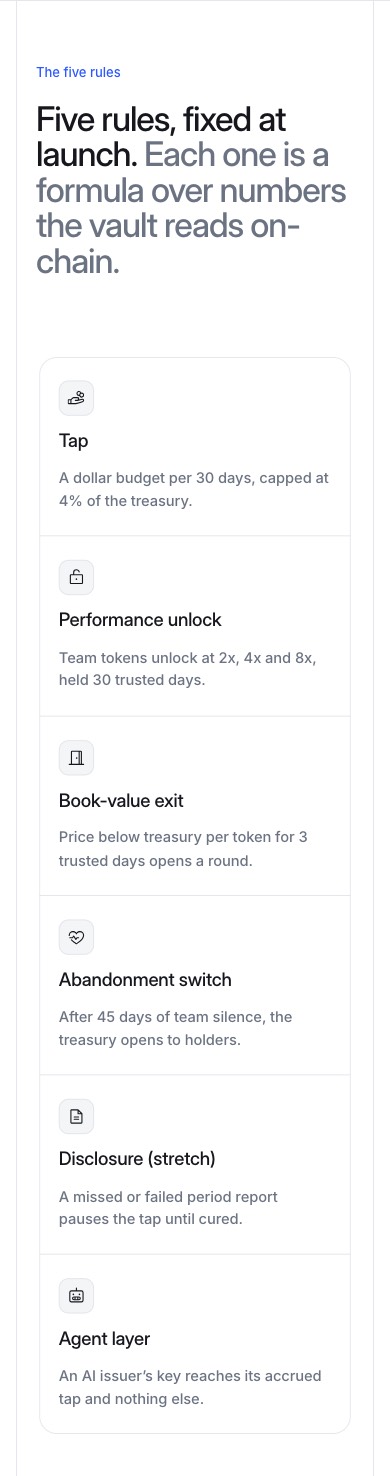 The five rules
Five rules, fixed at
launch. Each one is a
formula over numbers
the vault reads on-
chain.
Tap
A dollar budget per 30 days, capped at
4% of the treasury.
Performance unlock
Team tokens unlock at 2x, 4x and 8x,
held 30 trusted days.
Book-value exit
Price below treasury per token for 3
trusted days opens a round.
Abandonment switch
After 45 days of team silence, the
treasury opens to holders.
Disclosure (stretch)
A missed or failed period report
pauses the tap until cured.
Agent layer
An AI issuer’s key reaches its accrued
tap and nothing else.